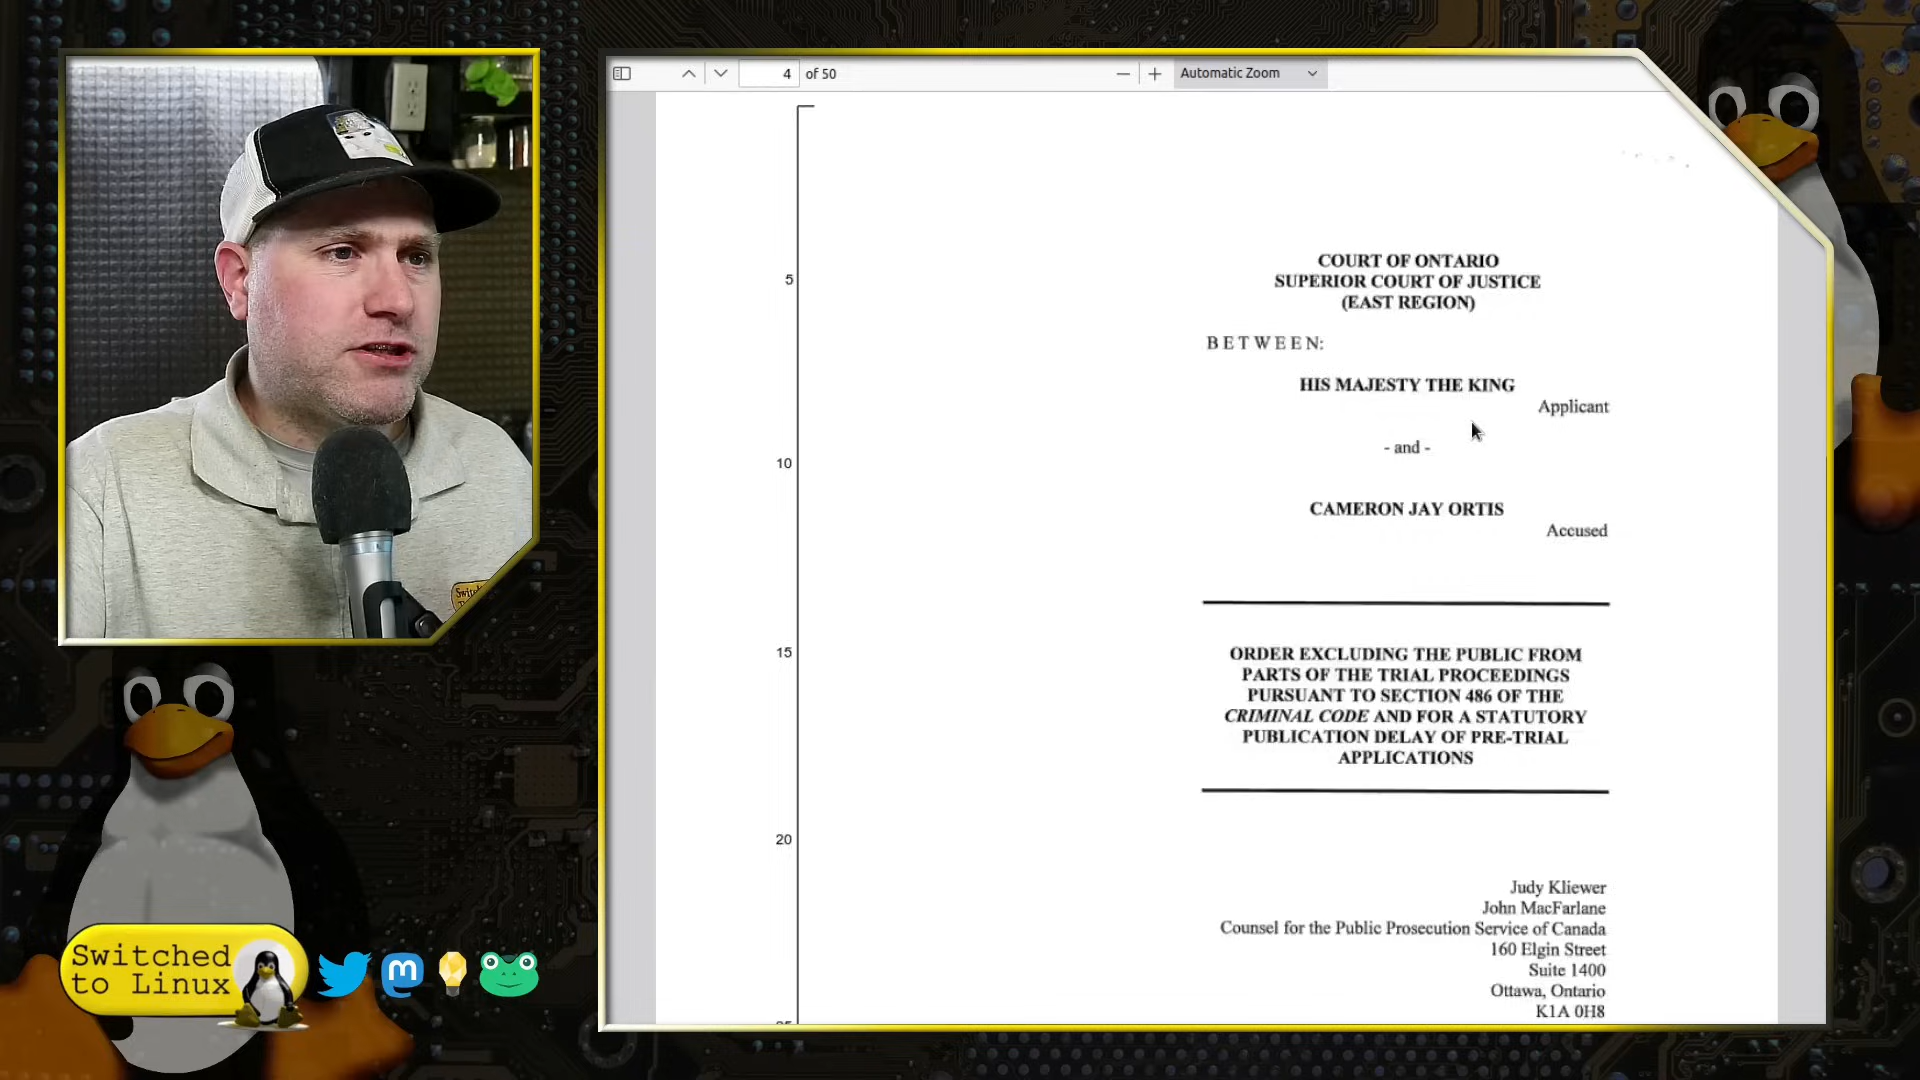 4 of 50
Automatic Zoom
COURT OF ONTARIO
SUPERIOR COURT OF JUSTICE
(EAST REGION)
5
B E T W E E N:
HIS MAJESTY THE KING
Applicant
- and -
10
CAMERON JAY ORTIS
Accused
15
ORDER EXCLUDING THE PUBLIC FROM
PARTS OF THE TRIAL PROCEEDINGS
PURSUANT TO SECTION 486 OF THE
CRIMINAL CODE AND FOR A STATUTORY
PUBLICATION DELAY OF PRE-TRIAL
APPLICATIONS
20
Judy Kliewer
John MacFarlane
Counsel for the Public Prosecution Service of Canada
160 Elgin Street
Suite 1400
Ottawa, Ontario
K1A 0H8
Switched
to Linux